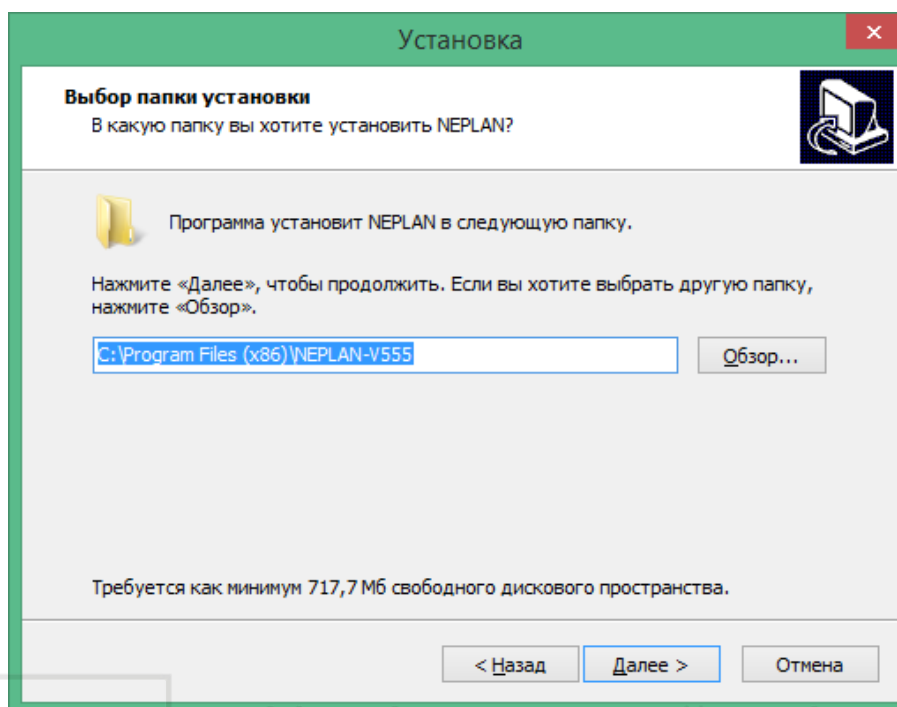 Установка
Выбор папки установки
В какую папку вы хотите установить NEPLAN?
Программа установит NEPLAN в следующую папку.
Нажмите «Далее», чтобы продолжить. Если вы хотите выбрать другую папку,
нажмите «Обзор».
C:\Program Files (x86)\NEPLAN-V555
Обзор...
Требуется как минимум 717,7 Мб свободного дискового пространства.
< Назад
Далее >
Отмена